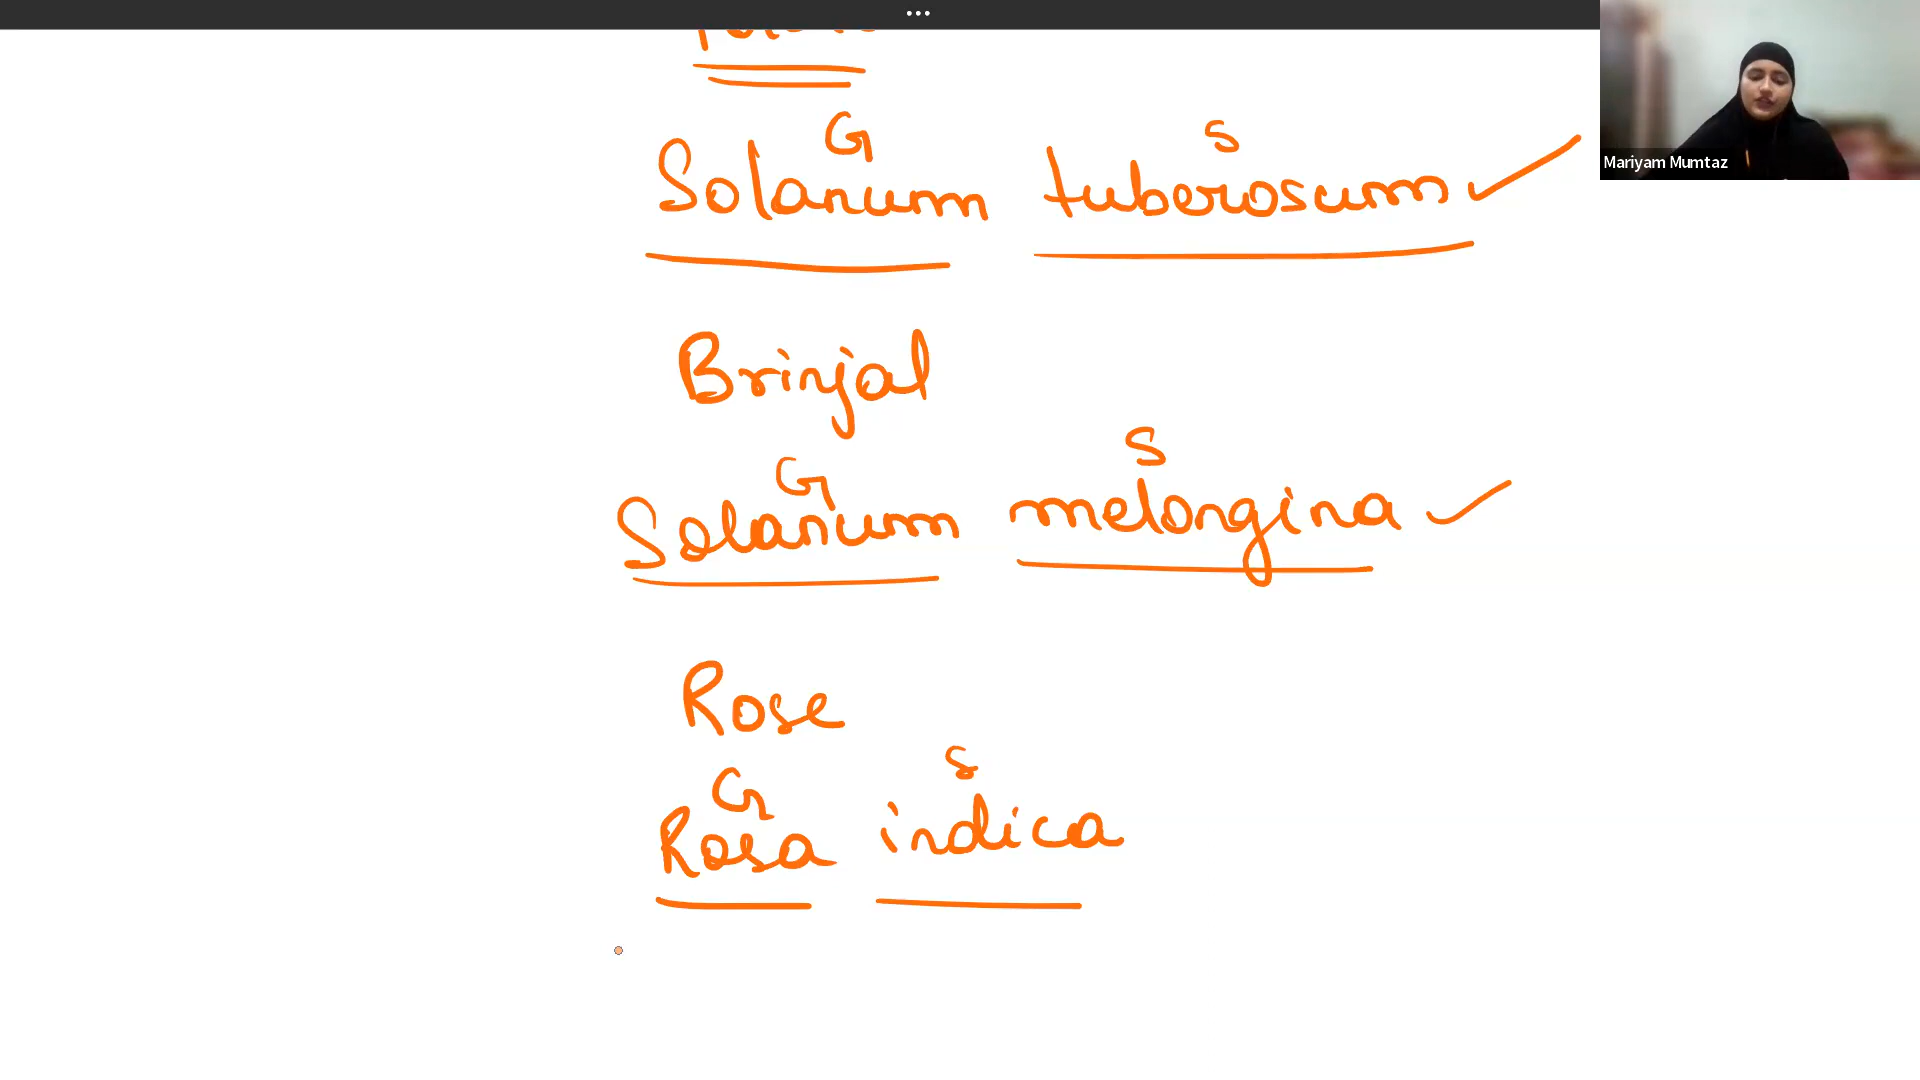 G S
Solanum tuberosum
Brinjal
G S
Solanum melongina
Rose
G S
Rosa indica
Mariyam Mumtaz